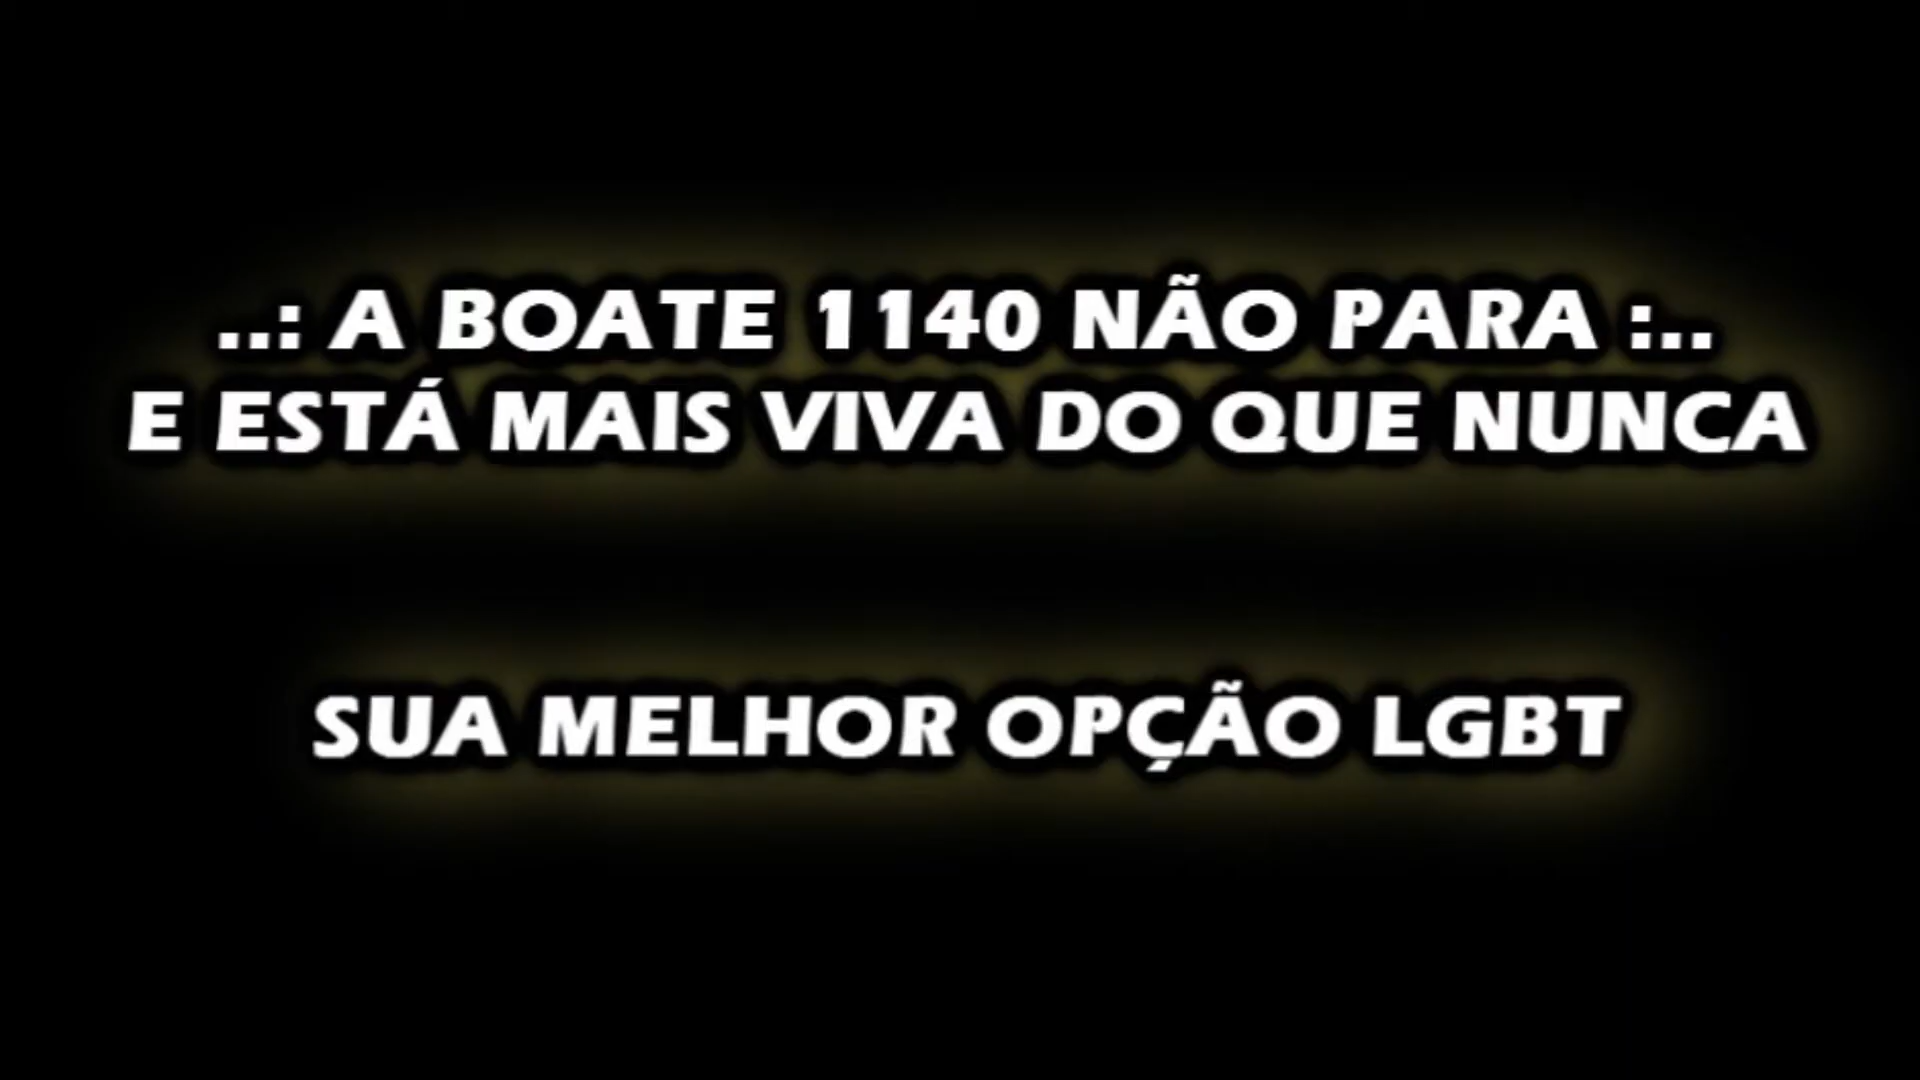 ..: A BOATE 1140 NÃO PARA :..
E ESTÁ MAIS VIVA DO QUE NUNCA
SUA MELHOR OPÇÃO LGBT